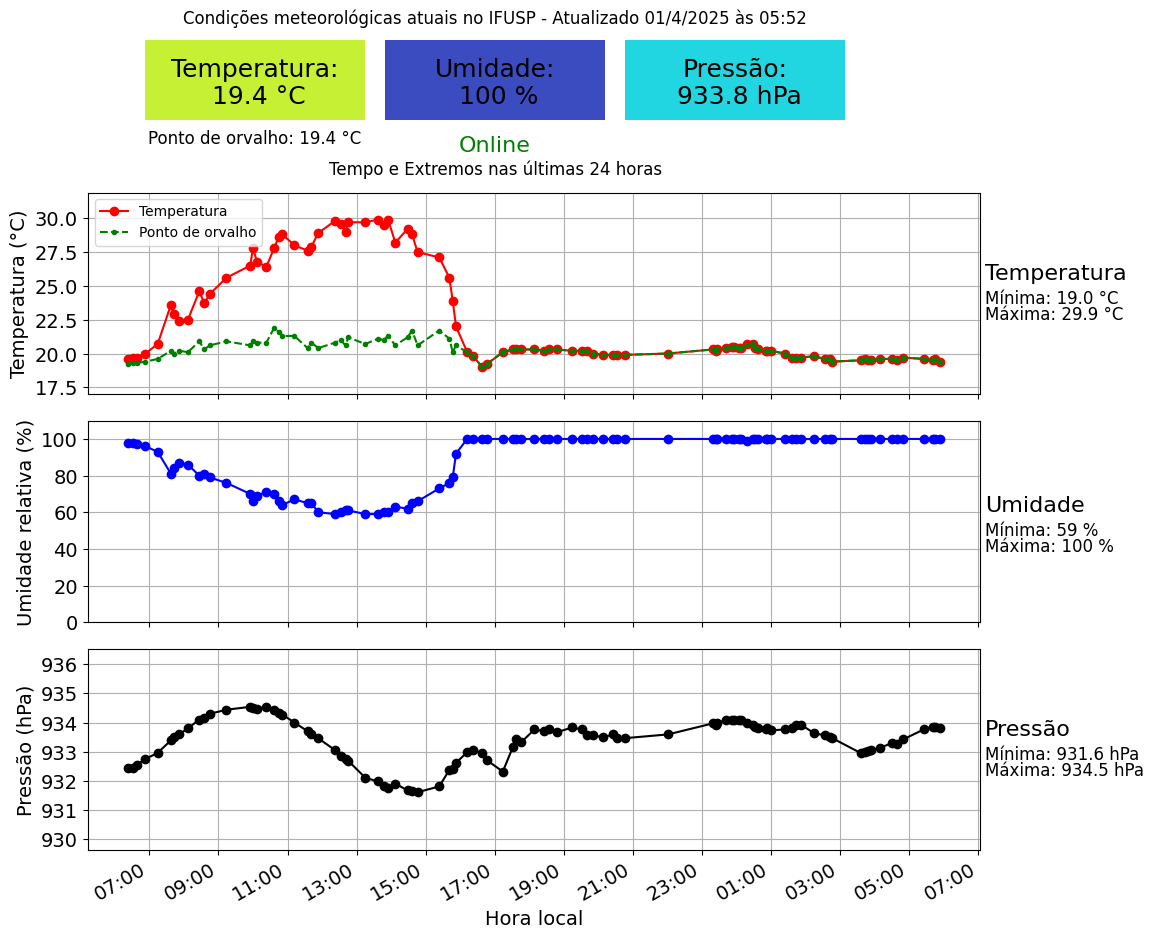 Condições meteorológicas atuais no IFUSP - Atualizado 01/4/2025 às 05:52
Temperatura:
19.4 °C
Umidade:
100 %
Pressão:
933.8 hPa
Ponto de orvalho: 19.4 °C
Online
Tempo e Extremos nas últimas 24 horas
Temperatura (°C)
30.0
27.5
25.0
22.5
20.0
17.5
Temperatura
Ponto de orvalho
Temperatura
Mínima: 19.0 °C
Máxima: 29.9 °C
Umidade relativa (%)
100
80
60
40
20
0
Umidade
Mínima: 59 %
Máxima: 100 %
Pressão (hPa)
936
935
934
933
932
931
930
Pressão
Mínima: 931.6 hPa
Máxima: 934.5 hPa
07:00 09:00 11:00 13:00 15:00 17:00 19:00 21:00 23:00 01:00 03:00 05:00 07:00
Hora local